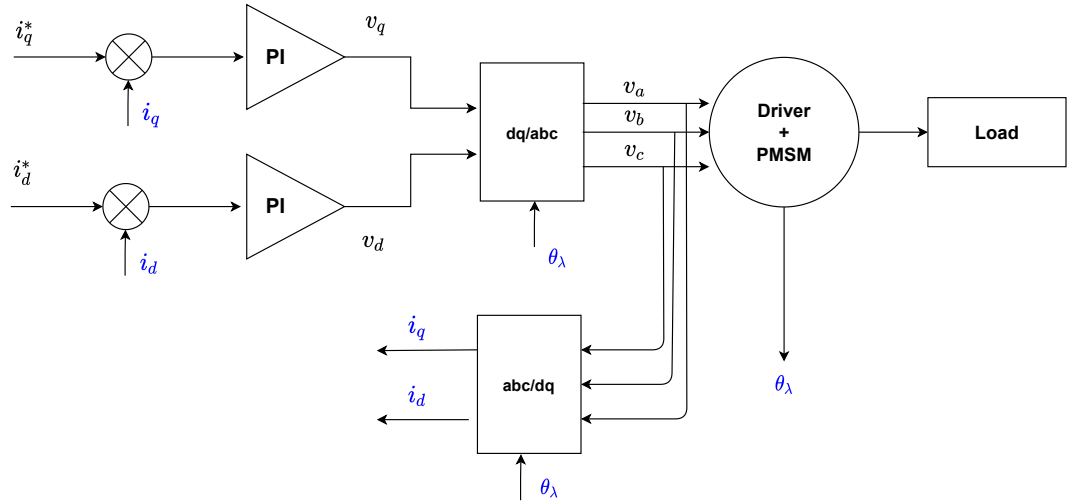 i_q^*
PI
v_q
i_q
i_d^*
PI
v_d
i_d
dq/abc
θ_λ
v_a
v_b
v_c
Driver
+
PMSM
Load
θ_λ
i_q
i_d
abc/dq
θ_λ